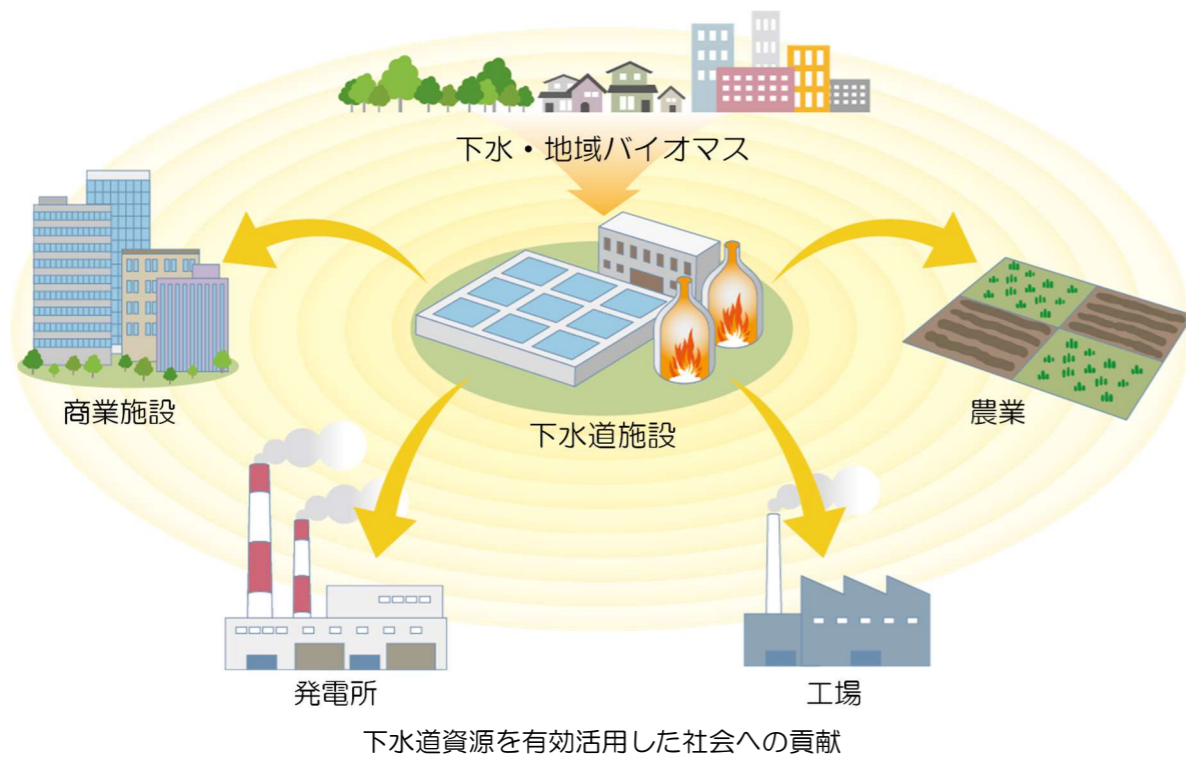 下水・地域バイオマス
商業施設
下水道施設
農業
発電所
工場
下水道資源を有効活用した社会への貢献